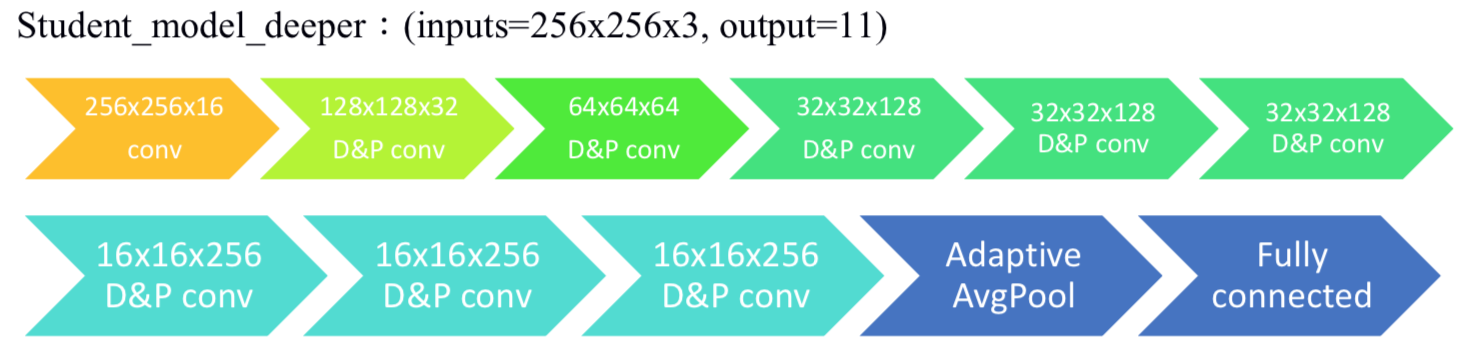 Student_model_deeper：(inputs=256x256x3, output=11)
256x256x16
conv
128x128x32
D&P conv
64x64x64
D&P conv
32x32x128
D&P conv
32x32x128
D&P conv
32x32x128
D&P conv
16x16x256
D&P conv
16x16x256
D&P conv
16x16x256
D&P conv
Adaptive
AvgPool
Fully
connected